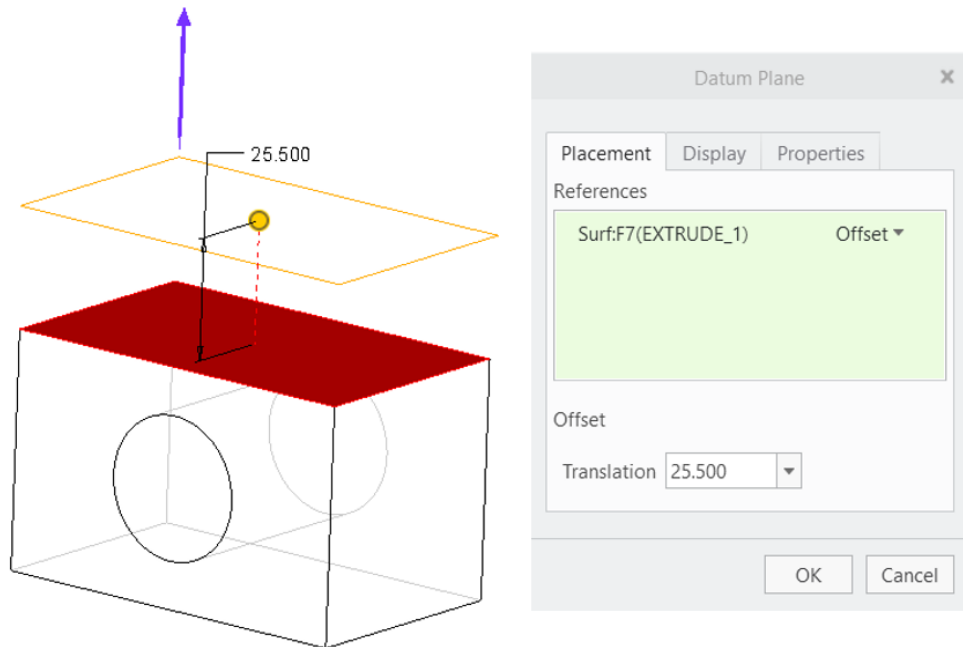 25.500
Datum Plane
Placement Display Properties
References
Surf:F7(EXTRUDE_1) Offset
Offset
Translation 25.500
OK Cancel